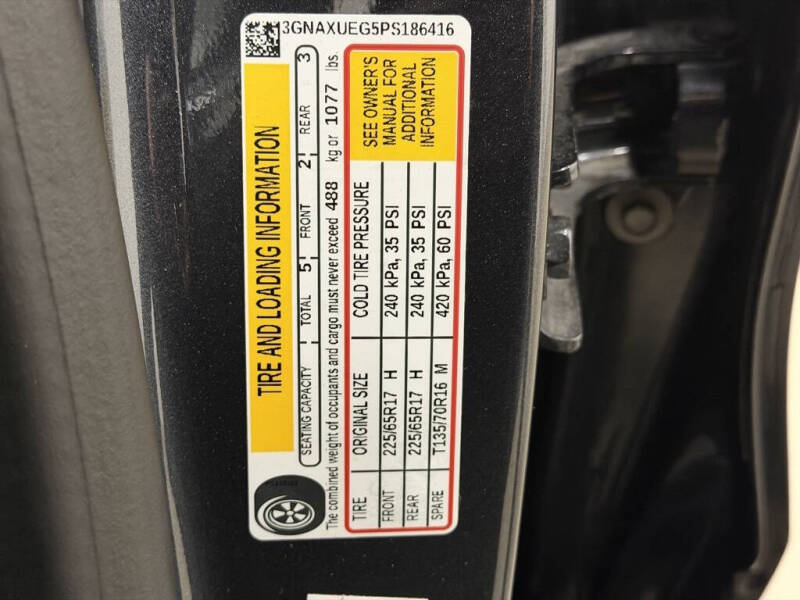 3GNAXUEG5PS186416
TIRE AND LOADING INFORMATION
SEATING CAPACITY TOTAL 5 FRONT 2 REAR 3
The combined weight of occupants and cargo must never exceed 488 kg or 1077 lbs.
TIRE ORIGINAL SIZE COLD TIRE PRESSURE
FRONT 225/65R17 H 240 kPa, 35 PSI
REAR 225/65R17 H 240 kPa, 35 PSI
SPARE T135/70R16 M 420 kPa, 60 PSI
SEE OWNER'S
MANUAL FOR
ADDITIONAL
INFORMATION